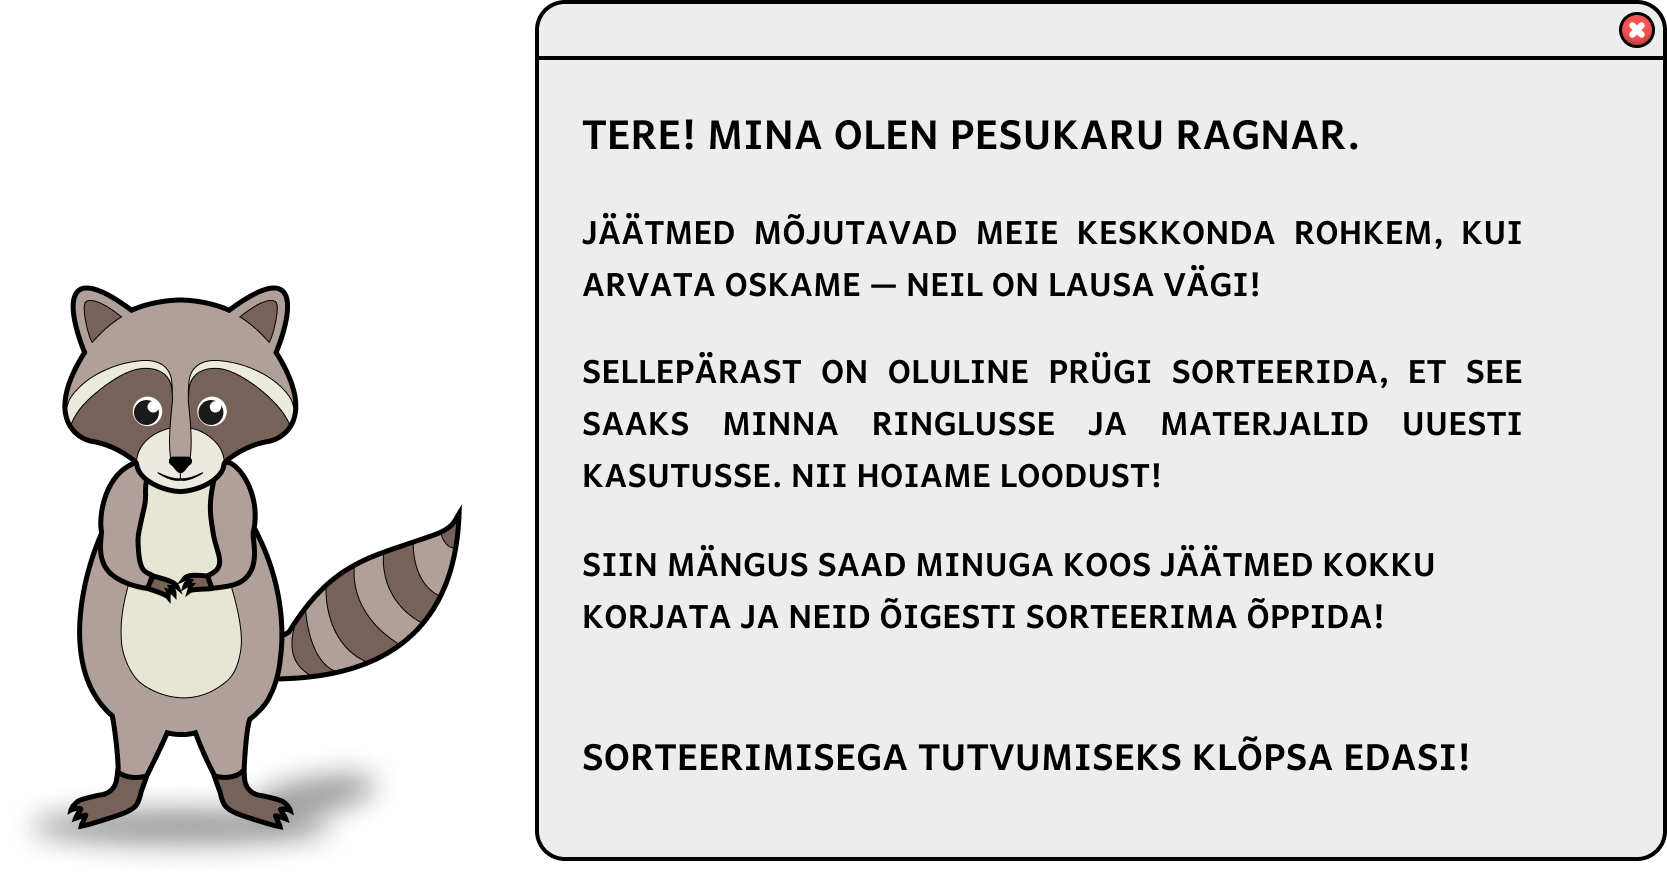 TERE! MINA OLEN PESUKARU RAGNAR.
JÄÄTMED MÕJUTAVAD MEIE KESKKONDA ROHKEM, KUI
ARVATA OSKAME — NEIL ON LAUSA VÄGI!
SELLEPÄRAST ON OLULINE PRÜGI SORTEERIDA, ET SEE
SAAKS MINNA RINGLUSSE JA MATERJALID UUESTI
KASUTUSSE. NII HOIAME LOODUST!
SIIN MÄNGUS SAAD MINUGA KOOS JÄÄTMED KOKKU
KORJATA JA NEID ÕIGESTI SORTEERIMA ÕPPIDA!
SORTEERIMISEGA TUTVUMISEKS KLÕPSA EDASI!